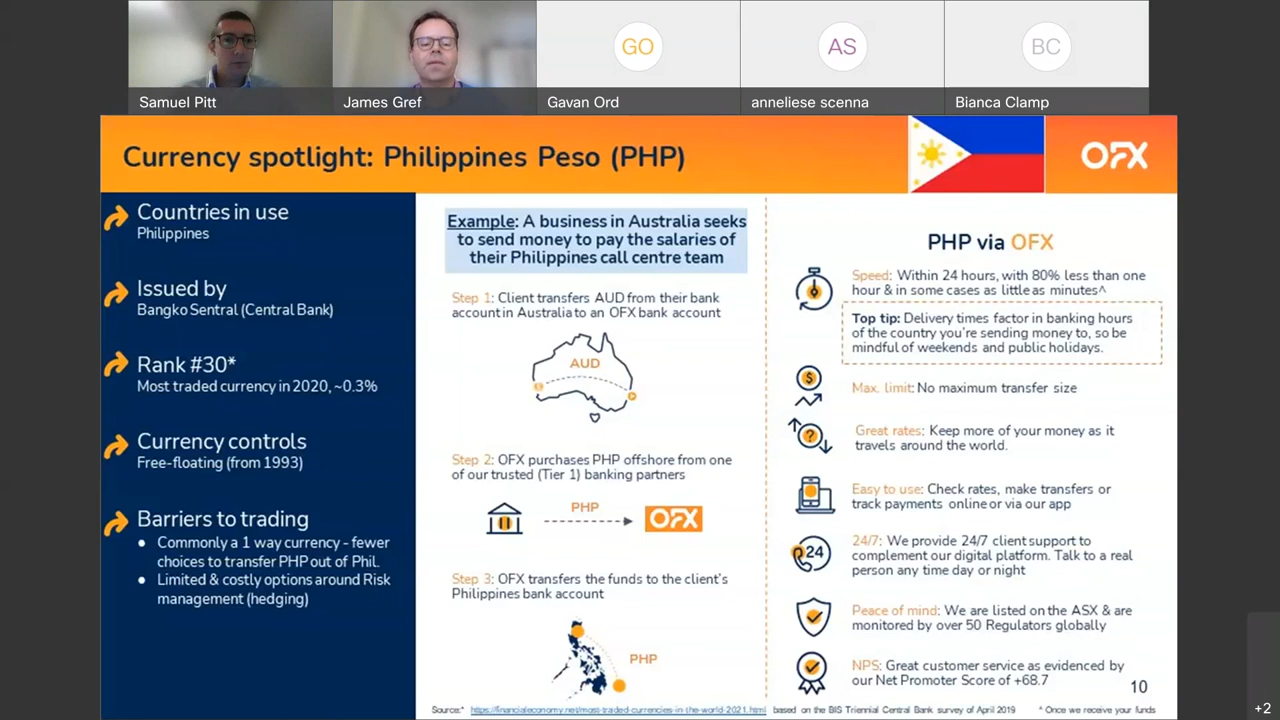 GO
AS
BC
Samuel Pitt
James Gref
Gavan Ord
anneliese scenna
Bianca Clamp
Currency spotlight: Philippines Peso (PHP)
OFX
Countries in use
Philippines
Issued by
Bangko Sentral (Central Bank)
Rank #30*
Most traded currency in 2020, ~0.3%
Currency controls
Free-floating (from 1993)
Barriers to trading
● Commonly a 1 way currency - fewer
choices to transfer PHP out of Phil.
● Limited & costly options around Risk
management (hedging)
Example: A business in Australia seeks
to send money to pay the salaries of
their Philippines call centre team
Step 1: Client transfers AUD from their bank
account in Australia to an OFX bank account
AUD
Step 2: OFX purchases PHP offshore from one
of our trusted (Tier 1) banking partners
PHP
OFX
Step 3: OFX transfers the funds to the client's
Philippines bank account
PHP
PHP via OFX
Speed: Within 24 hours, with 80% less than one
hour & in some cases as little as minutes^
Top tip: Delivery times factor in banking hours
of the country you're sending money to, so be
mindful of weekends and public holidays.
$
Max. limit: No maximum transfer size
?
Great rates: Keep more of your money as it
travels around the world.
Easy to use: Check rates, make transfers or
track payments online or via our app
24
24/7: We provide 24/7 client support to
complement our digital platform. Talk to a real
person any time day or night
Peace of mind: We are listed on the ASX & are
monitored by over 50 Regulators globally
NPS: Great customer service as evidenced by
our Net Promoter Score of +68.7
10
Source:* https://financialeconomy.net/most-traded-currencies-in-the-world-2021.html based on the BIS Triennial Central Bank survey of April 2019 ^ Once we receive your funds
+2